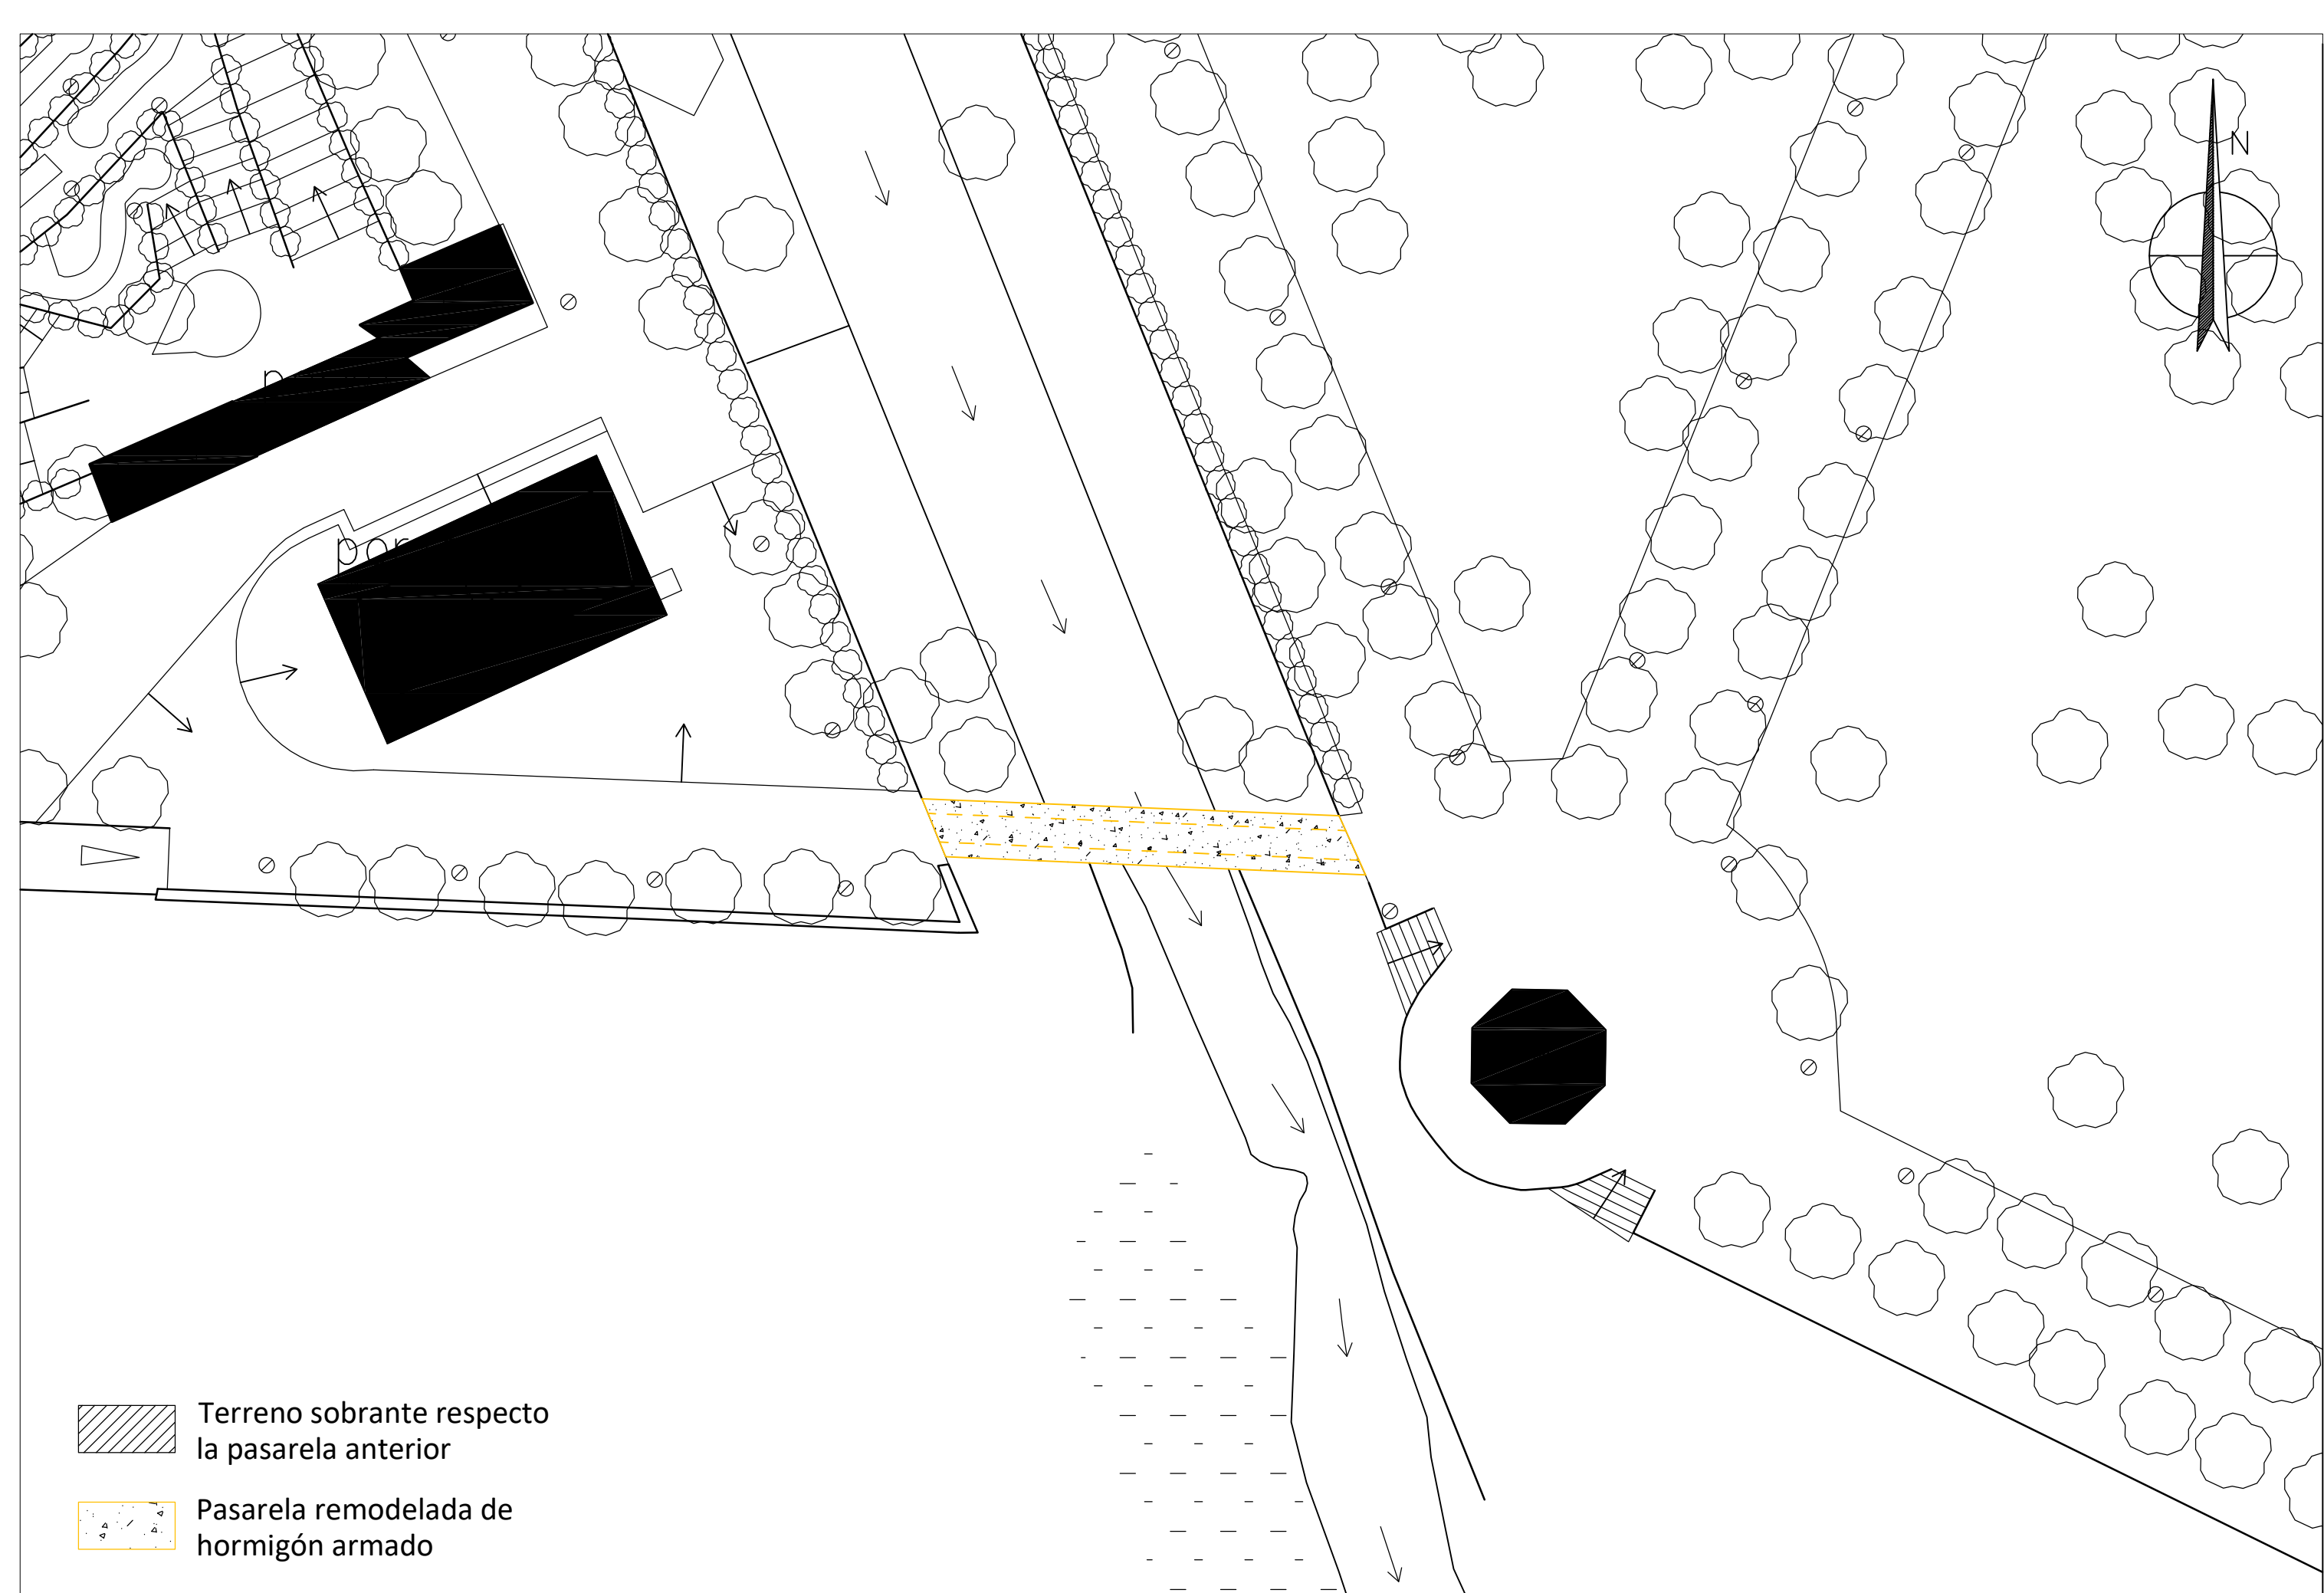 N
Terreno sobrante respecto
la pasarela anterior
Pasarela remodelada de
hormigón armado